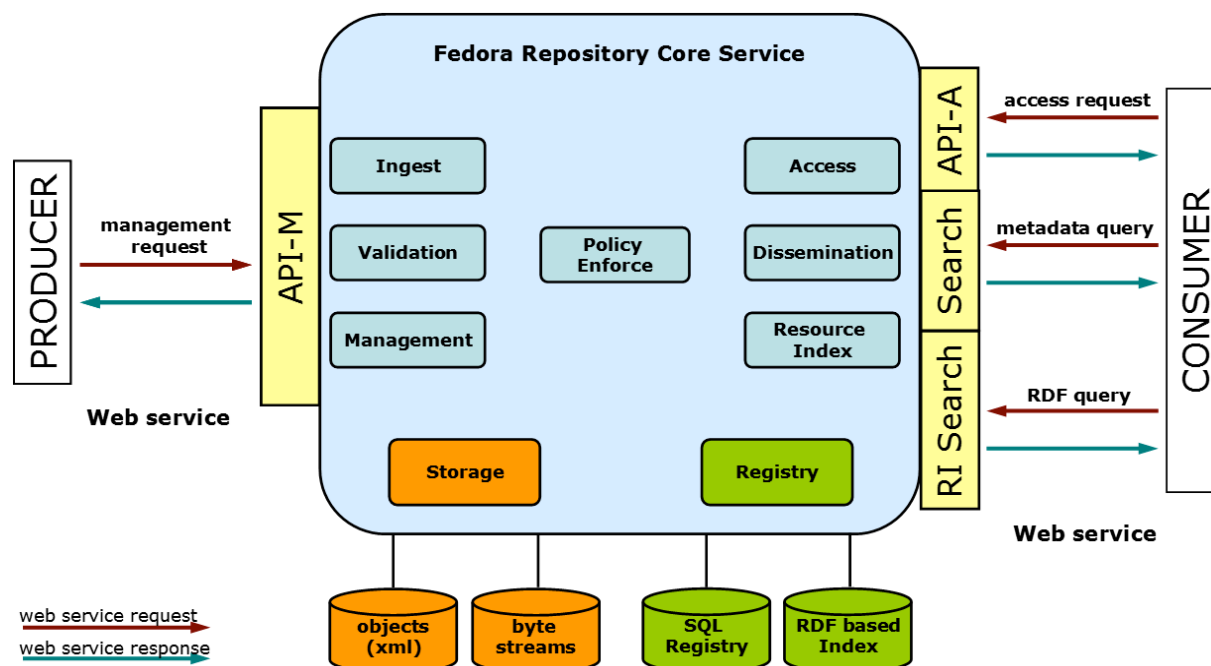 Fedora Repository Core Service
PRODUCER
management
request
Web service
API-M
Ingest
Validation
Management
Policy
Enforce
Access
Dissemination
Resource
Index
Storage
Registry
API-A
Search
RI Search
access request
metadata query
RDF query
CONSUMER
Web service
web service request
web service response
objects
(xml)
byte
streams
SQL
Registry
RDF based
Index